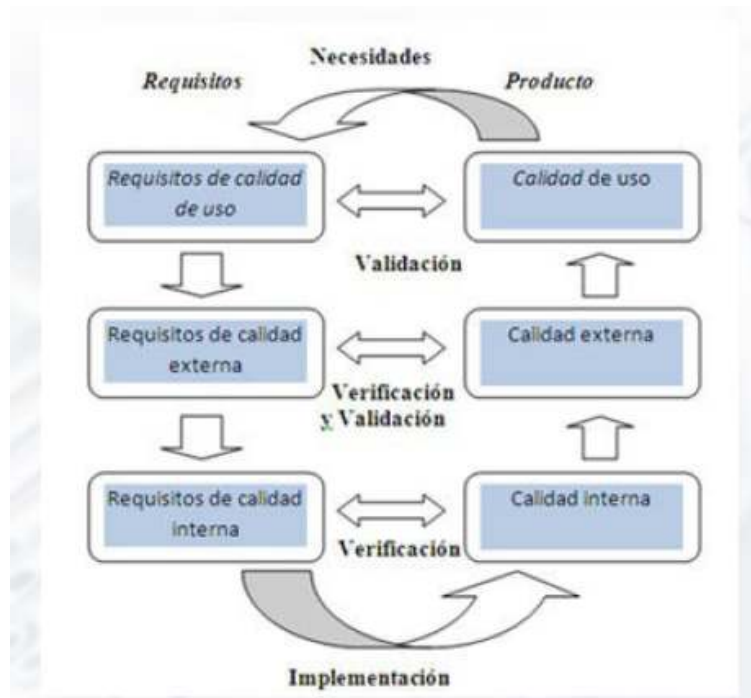 Necesidades
Requisitos
Producto
Requisitos de calidad
de uso
Calidad de uso
Validación
Requisitos de calidad
externa
Calidad externa
Verificación
y Validación
Requisitos de calidad
interna
Calidad interna
Verificación
Implementación